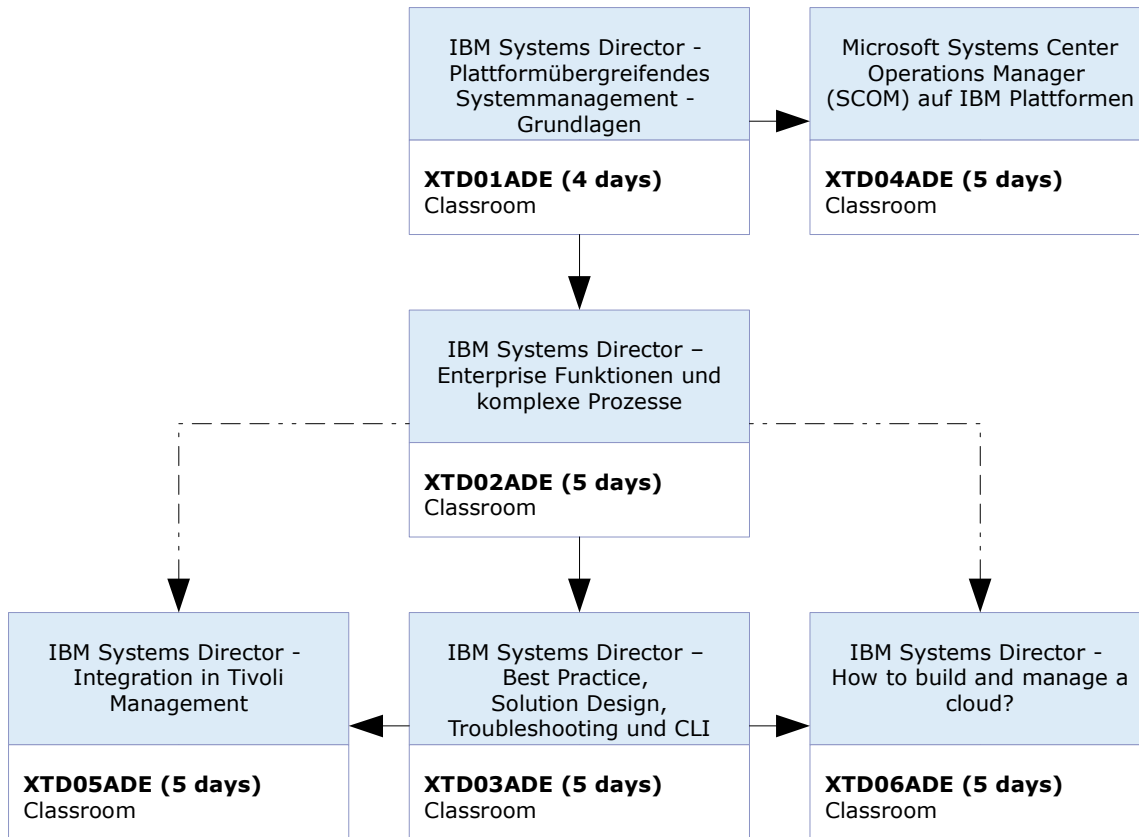 IBM Systems Director -
Plattformübergreifendes
Systemmanagement -
Grundlagen
XTD01ADE (4 days)
Classroom
Microsoft Systems Center
Operations Manager
(SCOM) auf IBM Plattformen
XTD04ADE (5 days)
Classroom
IBM Systems Director –
Enterprise Funktionen und
komplexe Prozesse
XTD02ADE (5 days)
Classroom
IBM Systems Director -
Integration in Tivoli
Management
XTD05ADE (5 days)
Classroom
IBM Systems Director –
Best Practice,
Solution Design,
Troubleshooting und CLI
XTD03ADE (5 days)
Classroom
IBM Systems Director -
How to build and manage a
cloud?
XTD06ADE (5 days)
Classroom